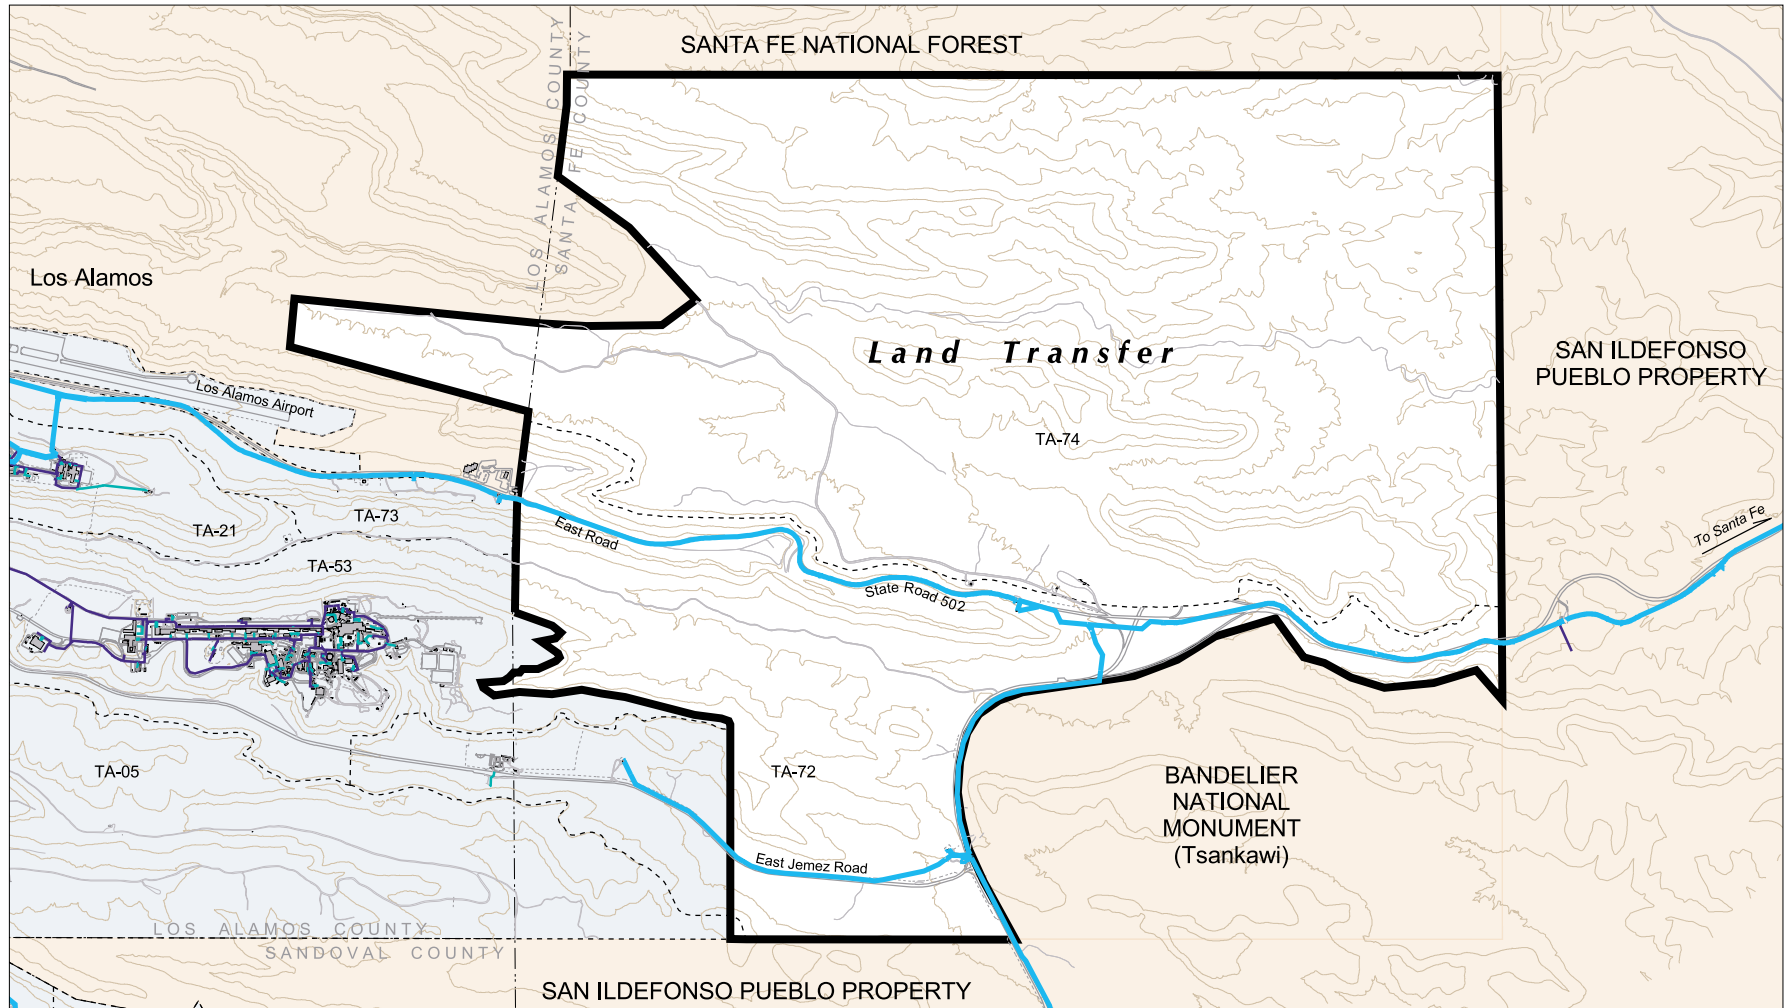 SANTA FE NATIONAL FOREST
LOS ALAMOS COUNTY
SANTA FE COUNTY
Los Alamos
Land Transfer
SAN ILDEFONSO
PUEBLO PROPERTY
Los Alamos Airport
TA-74
TA-21
TA-73
East Road
To Santa Fe
TA-53
State Road 502
TA-05
TA-72
BANDELIER
NATIONAL
MONUMENT
(Tsankawi)
East Jemez Road
LOS ALAMOS COUNTY
SANDOVAL COUNTY
SAN ILDEFONSO PUEBLO PROPERTY